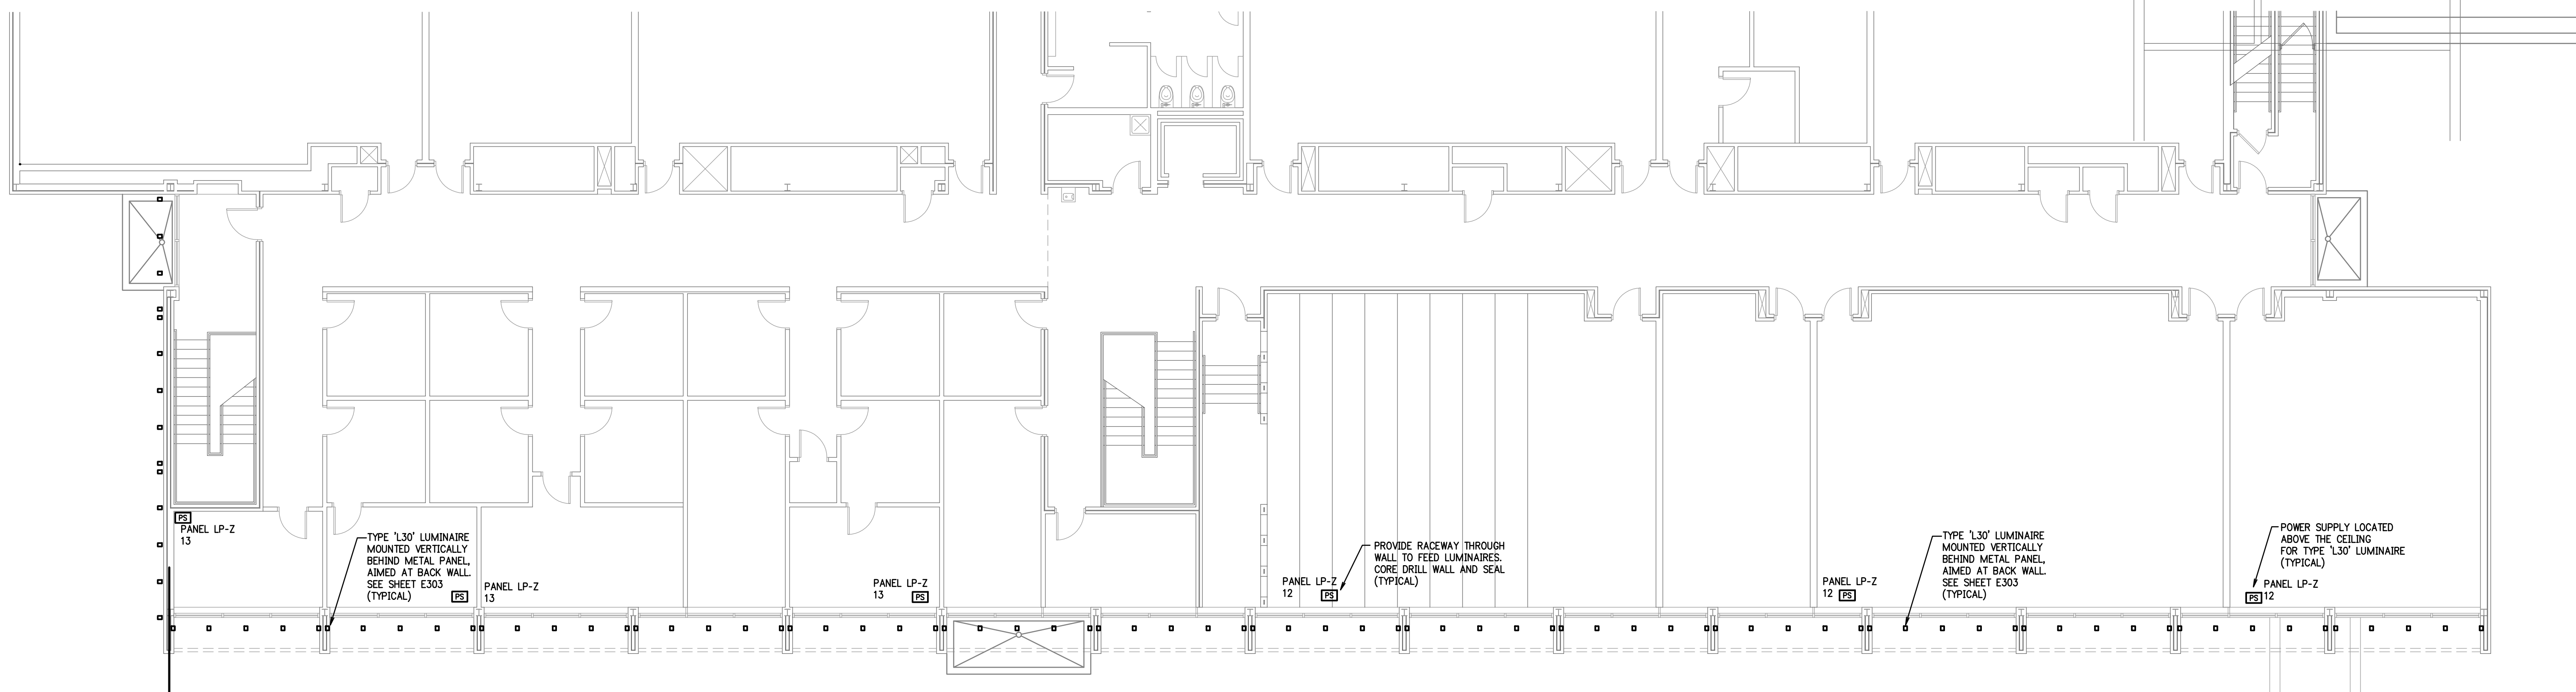 PS
PANEL LP-Z
13
TYPE 'L30' LUMINAIRE
MOUNTED VERTICALLY
BEHIND METAL PANEL,
AIMED AT BACK WALL.
SEE SHEET E303
(TYPICAL)
PS
PANEL LP-Z
13
PANEL LP-Z
13
PS
PANEL LP-Z
12
PS
PROVIDE RACEWAY THROUGH
WALL TO FEED LUMINAIRES.
CORE DRILL WALL AND SEAL
(TYPICAL)
PANEL LP-Z
12
PS
TYPE 'L30' LUMINAIRE
MOUNTED VERTICALLY
BEHIND METAL PANEL,
AIMED AT BACK WALL.
SEE SHEET E303
(TYPICAL)
POWER SUPPLY LOCATED
ABOVE THE CEILING
FOR TYPE 'L30' LUMINAIRE
(TYPICAL)
PANEL LP-Z
PS
12